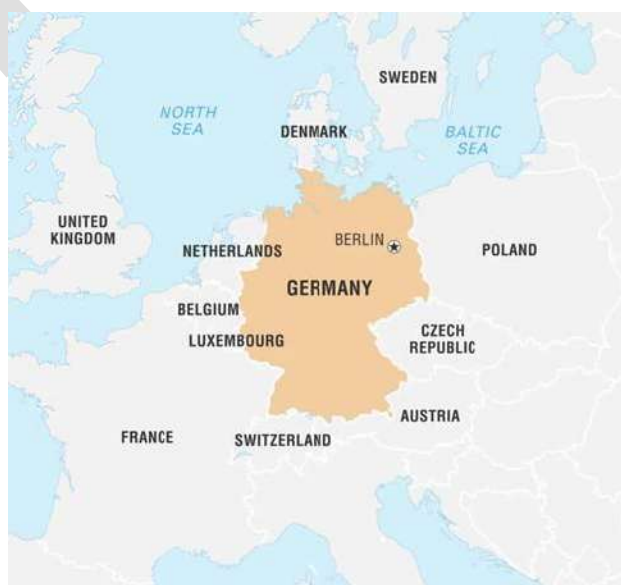 SWEDEN
NORTH
SEA
DENMARK
BALTIC
SEA
UNITED
KINGDOM
NETHERLANDS
BERLIN
POLAND
GERMANY
BELGIUM
LUXEMBOURG
CZECH
REPUBLIC
AUSTRIA
FRANCE
SWITZERLAND